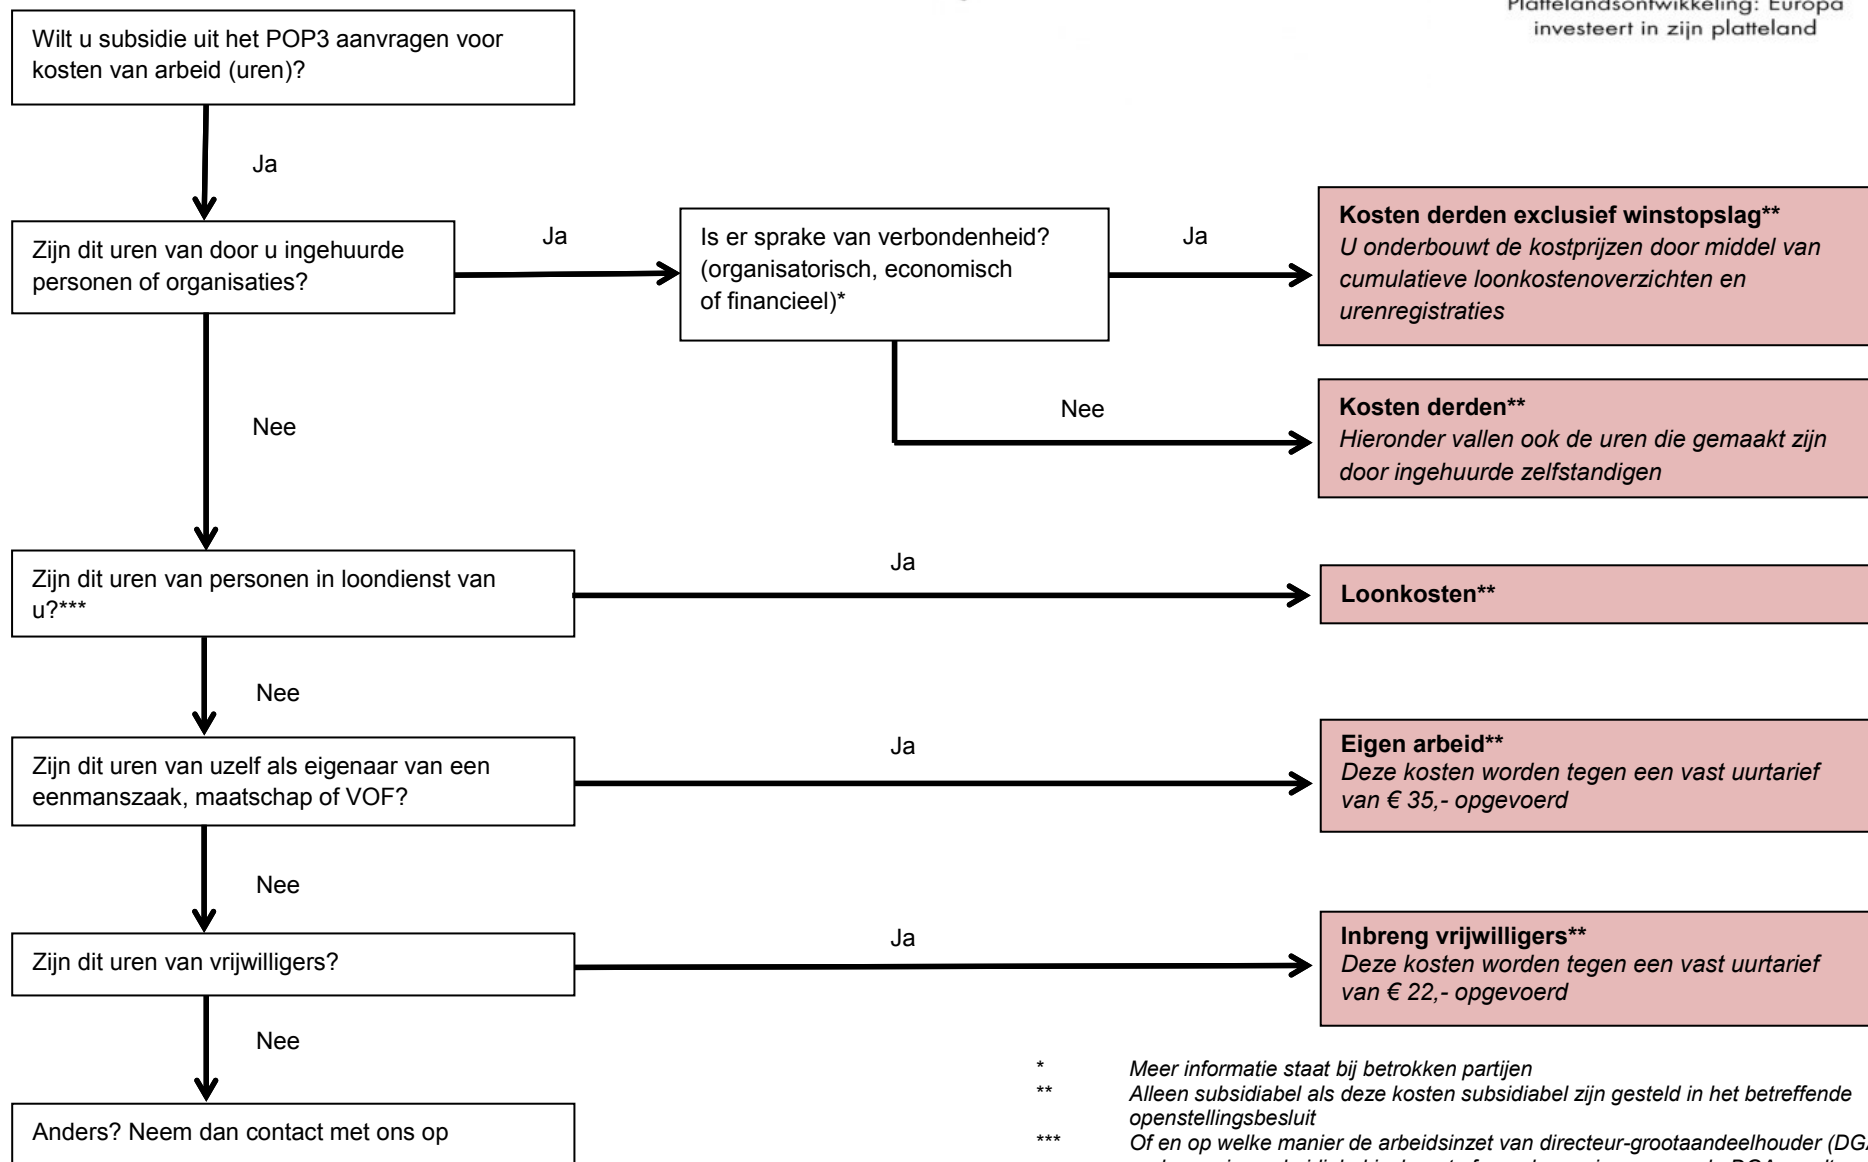 Plattelandsontwikkeling: Europa
investeert in zijn platteland
Wilt u subsidie uit het POP3 aanvragen voor
kosten van arbeid (uren)?
Ja
Zijn dit uren van door u ingehuurde
personen of organisaties?
Ja
Is er sprake van verbondenheid?
(organisatorisch, economisch
of financieel)*
Ja
Kosten derden exclusief winstopslag**
U onderbouwt de kostprijzen door middel van
cumulatieve loonkostenoverzichten en
urenregistraties
Nee
Kosten derden**
Hieronder vallen ook de uren die gemaakt zijn
door ingehuurde zelfstandigen
Nee
Zijn dit uren van personen in loondienst van
u?***
Ja
Loonkosten**
Nee
Zijn dit uren van uzelf als eigenaar van een
eenmanszaak, maatschap of VOF?
Ja
Eigen arbeid**
Deze kosten worden tegen een vast uurtarief
van € 35,- opgevoerd
Nee
Zijn dit uren van vrijwilligers?
Ja
Inbreng vrijwilligers**
Deze kosten worden tegen een vast uurtarief
van € 22,- opgevoerd
Nee
Anders? Neem dan contact met ons op
* Meer informatie staat bij betrokken partijen
** Alleen subsidiabel als deze kosten subsidiabel zijn gesteld in het betreffende
openstellingsbesluit
*** Of en op welke manier de arbeidsinzet van directeur-grootaandeelhouder (DGA